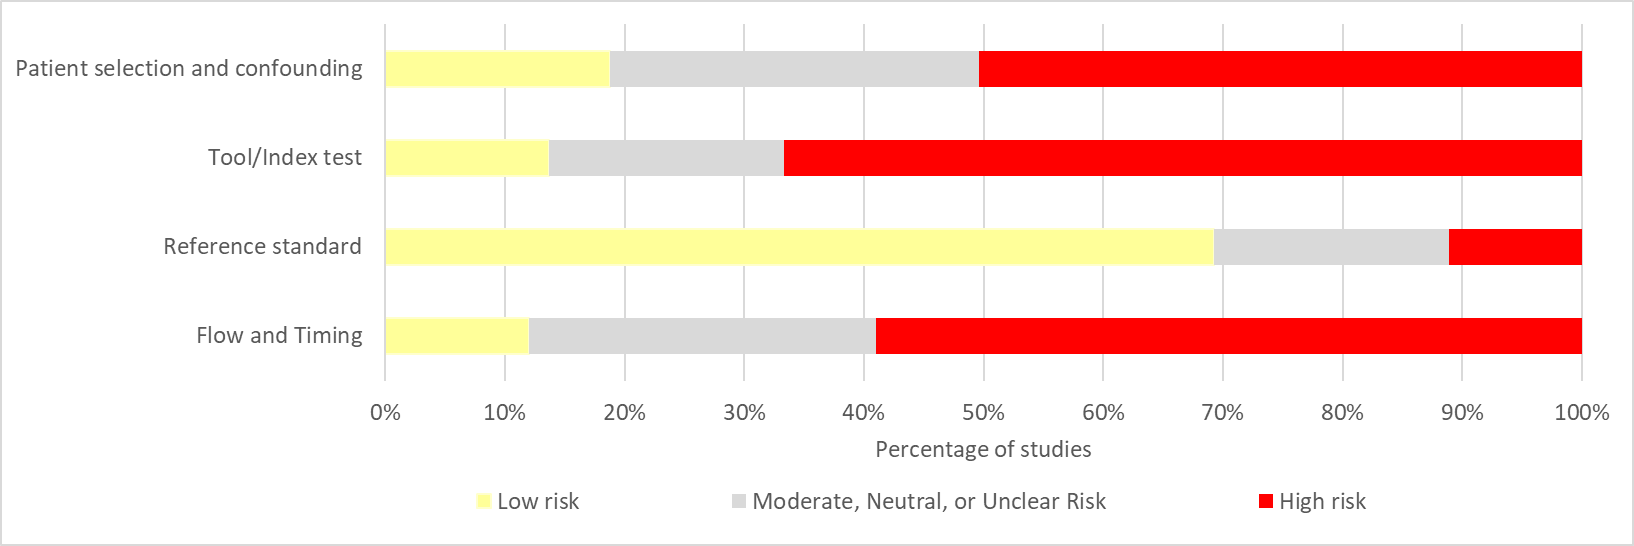 Patient selection and confounding
Tool/Index test
Reference standard
Flow and Timing
0% 10% 20% 30% 40% 50% 60% 70% 80% 90% 100%
Percentage of studies
Low risk Moderate, Neutral, or Unclear Risk High risk